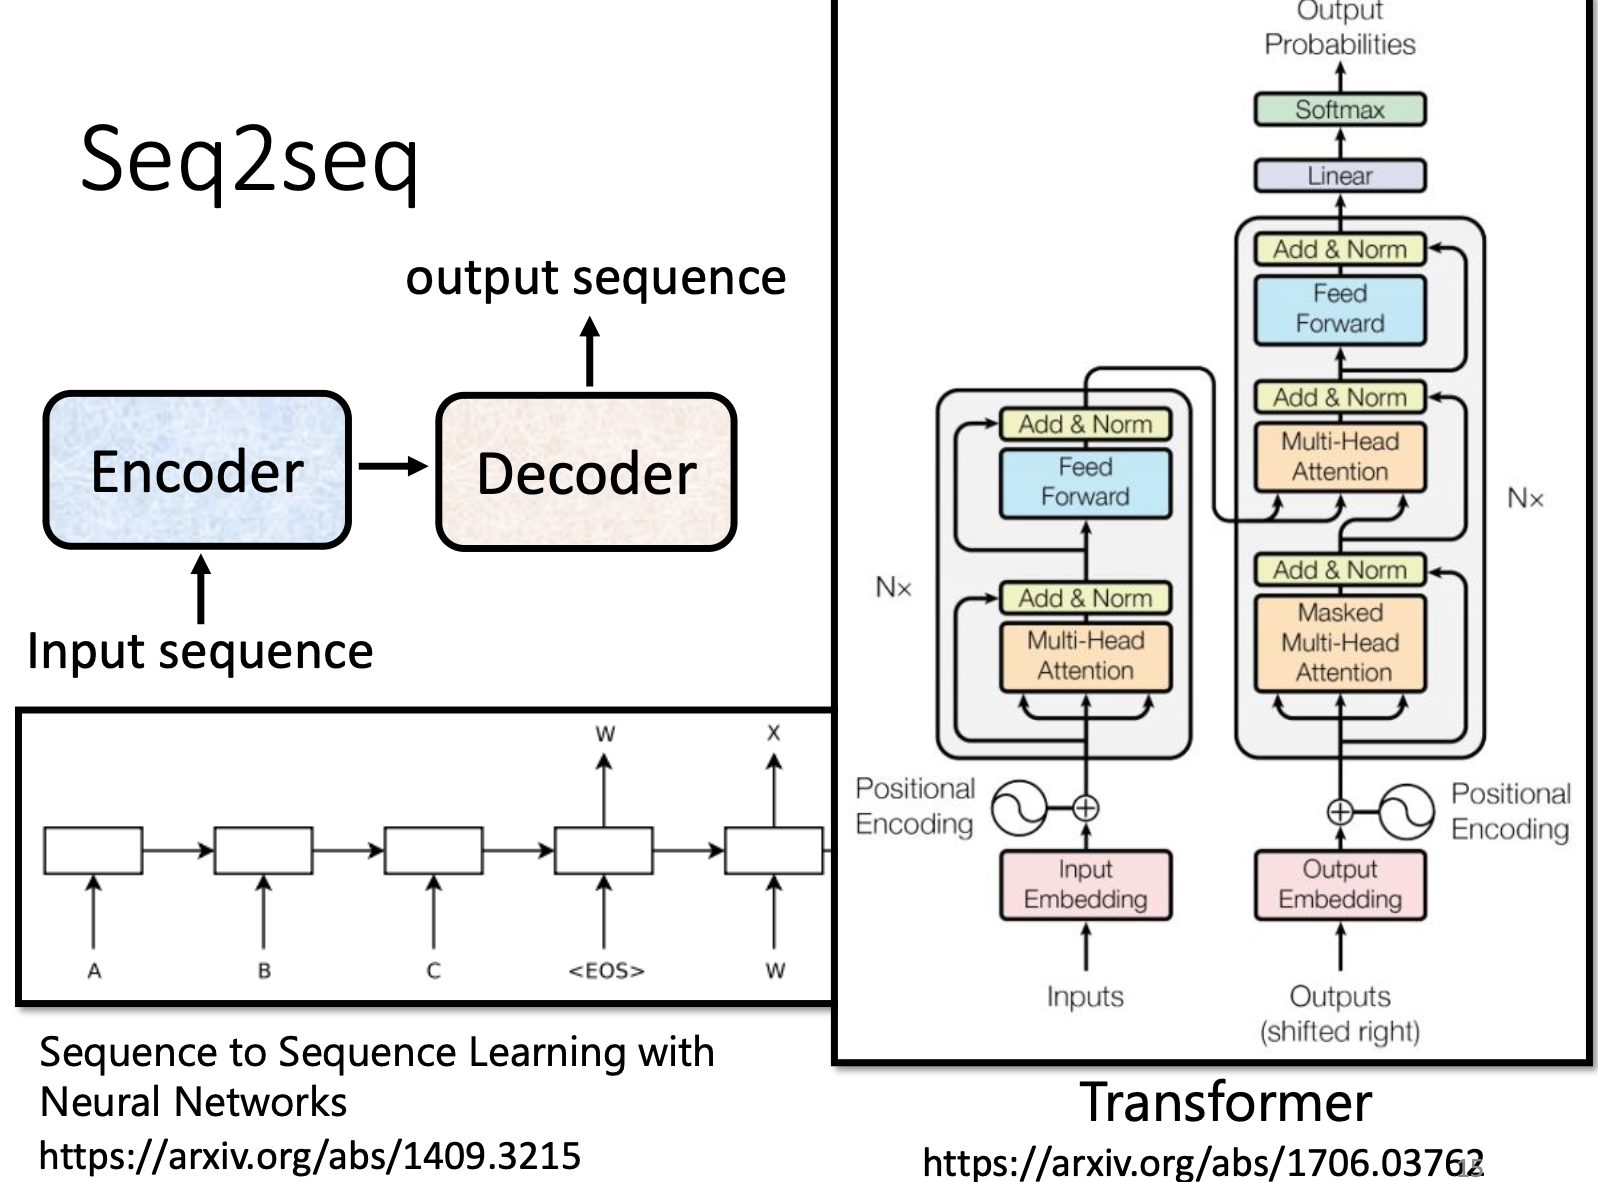 Seq2seq
output sequence
Encoder
Decoder
Input sequence
W
X
A
B
C
<EOS>
W
Sequence to Sequence Learning with
Neural Networks
https://arxiv.org/abs/1409.3215
Output
Probabilities
Softmax
Linear
Add & Norm
Feed
Forward
Add & Norm
Multi-Head
Attention
Nx
Add & Norm
Masked
Multi-Head
Attention
Add & Norm
Feed
Forward
Nx
Add & Norm
Multi-Head
Attention
Positional
Encoding
Positional
Encoding
Input
Embedding
Output
Embedding
Inputs
Outputs
(shifted right)
Transformer
https://arxiv.org/abs/1706.03762
15